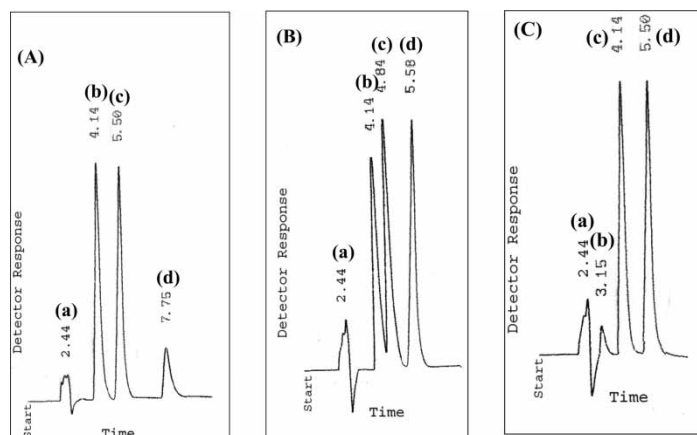 (A)
(b) (c)
4.14 5.50
(d)
7.75
(a)
2.44
Detector Response
Start
Time
(B)
(c) (d)
4.84 5.58
(b)
4.14
(a)
2.44
Detector Response
Start
Time
(C)
(c) (d)
4.14 5.50
(a)
2.44
(b)
3.15
Detector Response
Start
Time